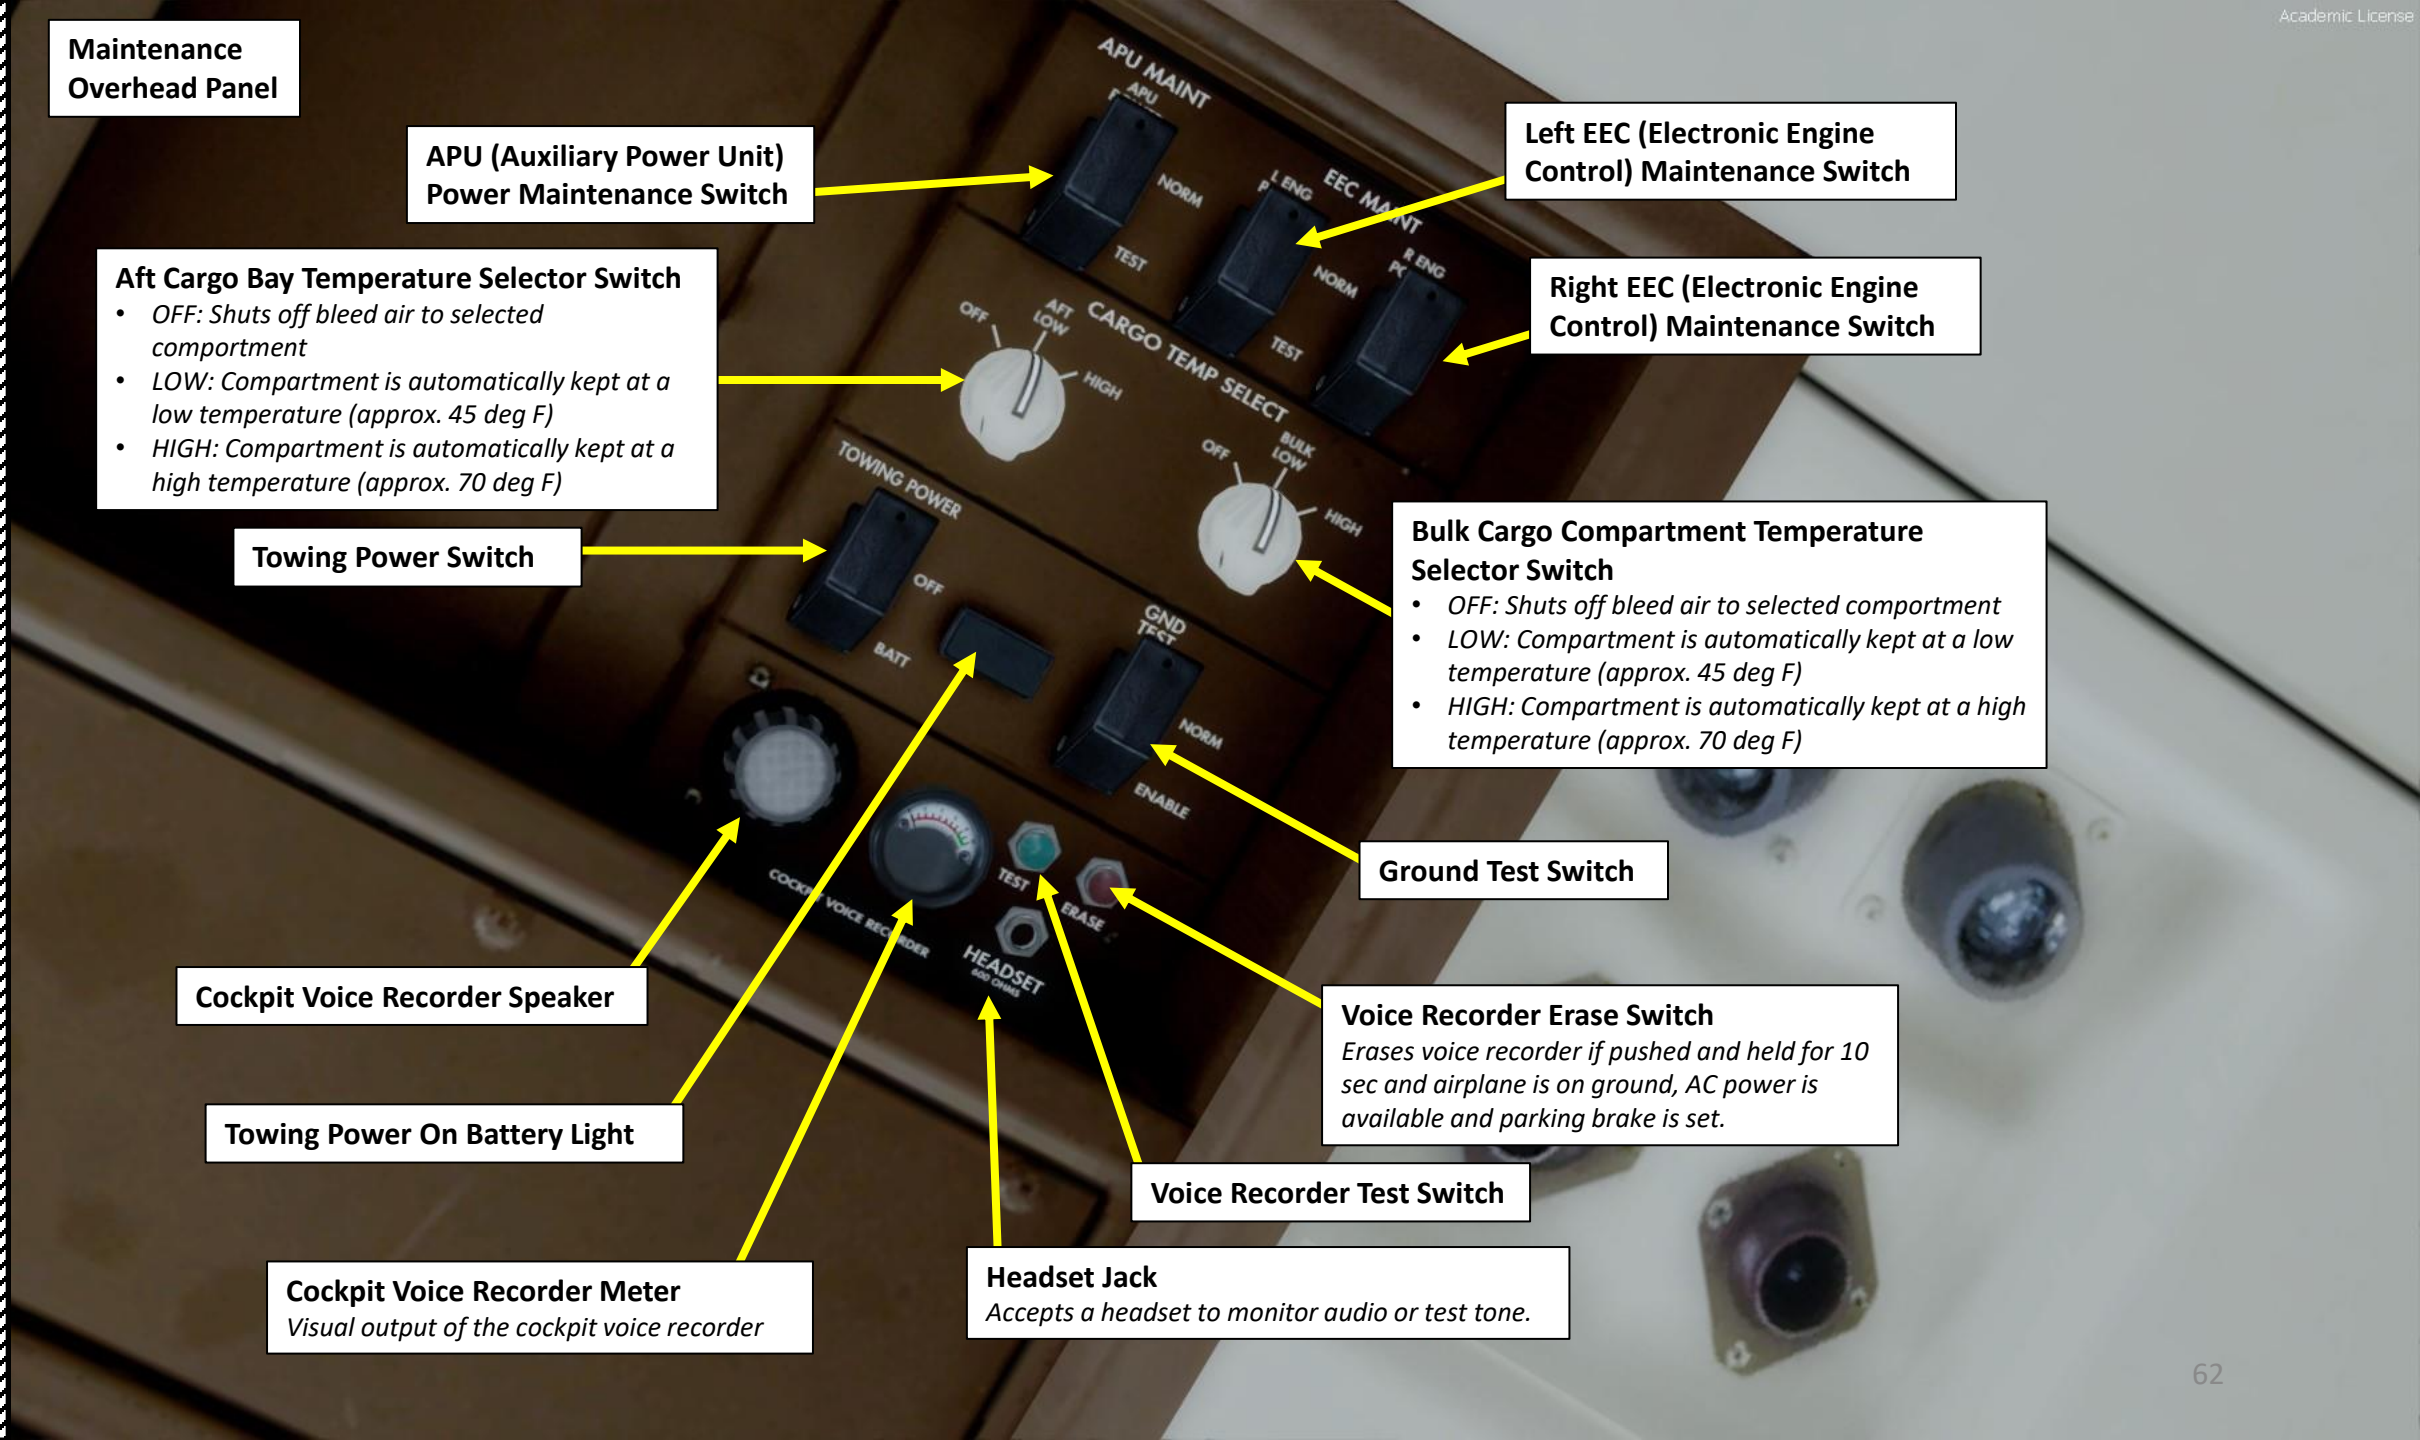 Academic License
Maintenance
Overhead Panel
APU (Auxiliary Power Unit)
Power Maintenance Switch
Left EEC (Electronic Engine
Control) Maintenance Switch
Right EEC (Electronic Engine
Control) Maintenance Switch
Aft Cargo Bay Temperature Selector Switch
• OFF: Shuts off bleed air to selected
comportment
• LOW: Compartment is automatically kept at a
low temperature (approx. 45 deg F)
• HIGH: Compartment is automatically kept at a
high temperature (approx. 70 deg F)
Towing Power Switch
Bulk Cargo Compartment Temperature
Selector Switch
• OFF: Shuts off bleed air to selected comportment
• LOW: Compartment is automatically kept at a low
temperature (approx. 45 deg F)
• HIGH: Compartment is automatically kept at a high
temperature (approx. 70 deg F)
Ground Test Switch
Cockpit Voice Recorder Speaker
Voice Recorder Erase Switch
Erases voice recorder if pushed and held for 10
sec and airplane is on ground, AC power is
available and parking brake is set.
Towing Power On Battery Light
Voice Recorder Test Switch
Cockpit Voice Recorder Meter
Visual output of the cockpit voice recorder
Headset Jack
Accepts a headset to monitor audio or test tone.
62
APU MAINT
APU
NORM
TEST
EEC MAINT
L ENG
NORM
TEST
R ENG
CARGO TEMP SELECT
OFF
AFT
LOW
HIGH
OFF
BULK
LOW
HIGH
TOWING POWER
OFF
BATT
GND
TEST
NORM
ENABLE
COCKPIT VOICE RECORDER
TEST
ERASE
HEADSET
600 OHMS